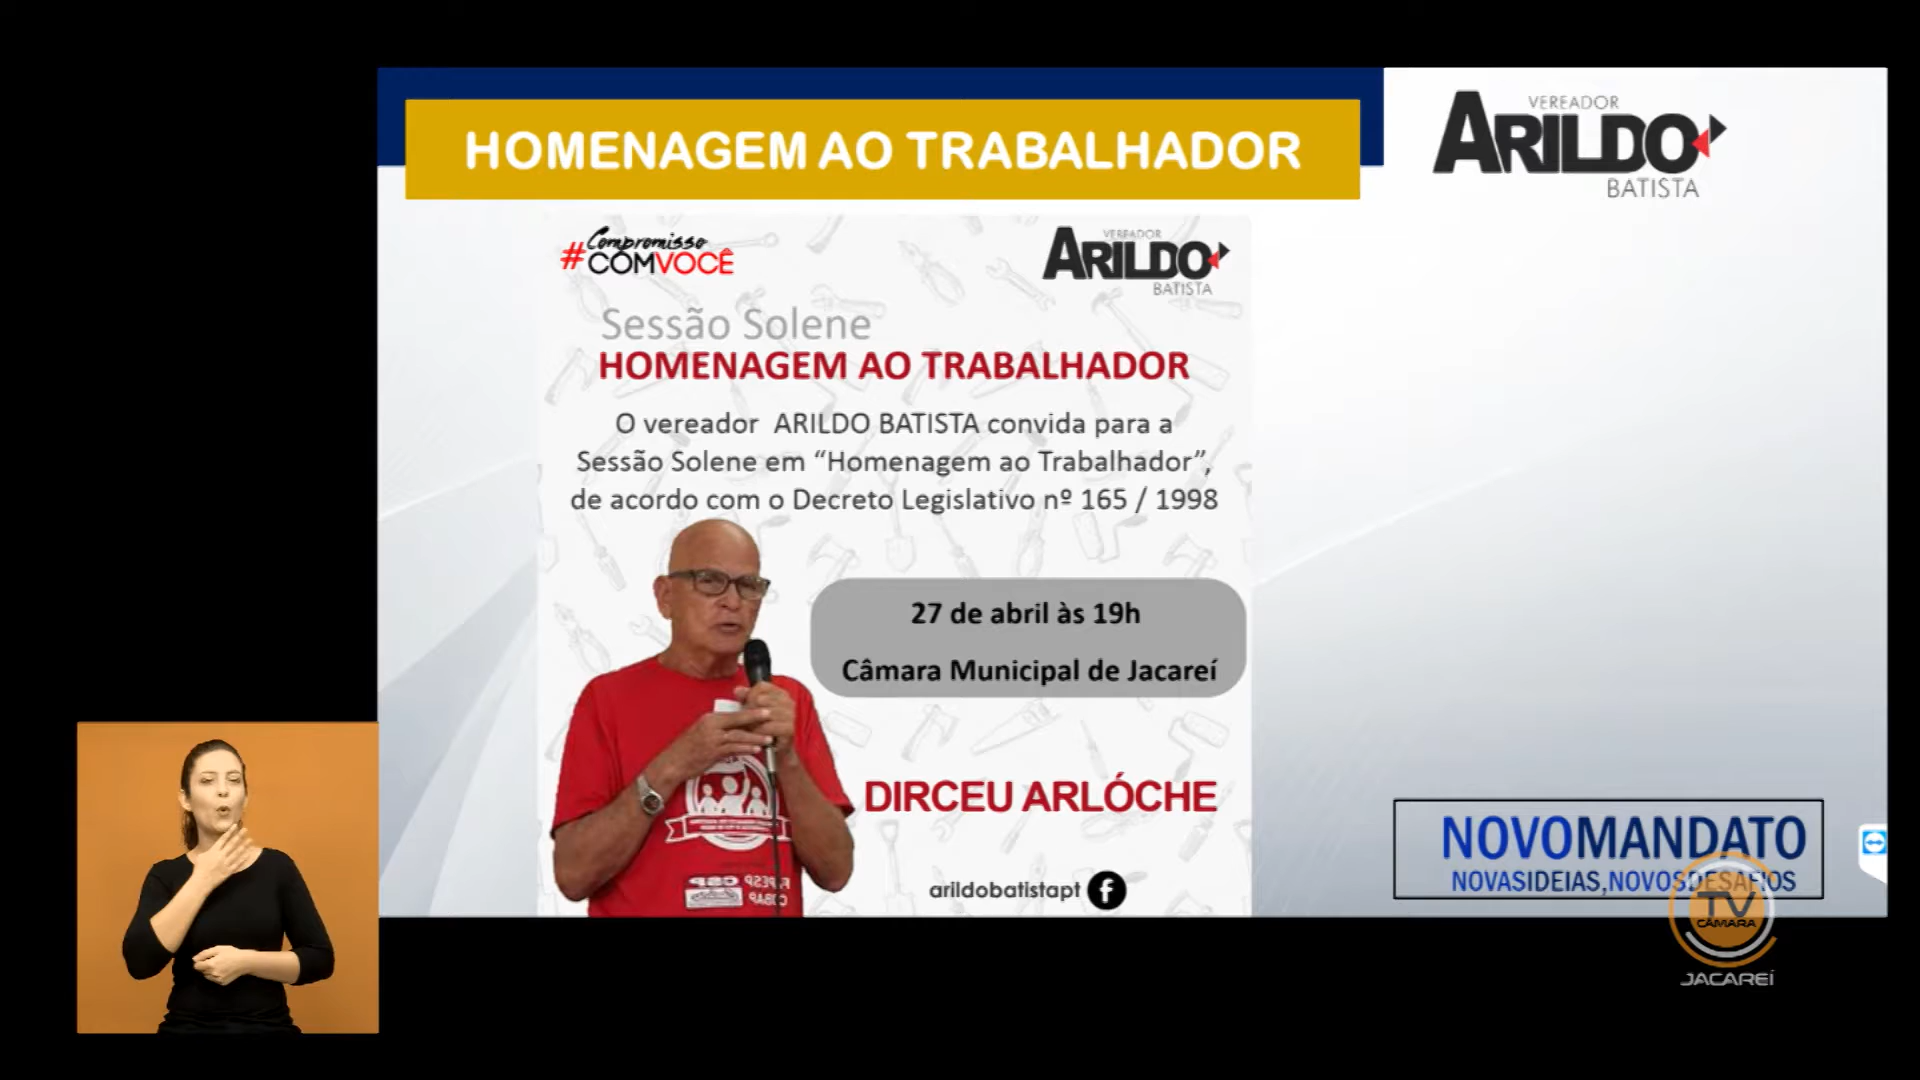 HOMENAGEM AO TRABALHADOR
VEREADOR
ARILDO
BATISTA
#Compromisso
COMVOCÊ
VEREADOR
ARILDO
BATISTA
Sessão Solene
HOMENAGEM AO TRABALHADOR
O vereador ARILDO BATISTA convida para a
Sessão Solene em “Homenagem ao Trabalhador”,
de acordo com o Decreto Legislativo nº 165 / 1998
27 de abril às 19h
Câmara Municipal de Jacareí
DIRCEU ARLÓCHE
arildobatistapt f
NOVOMANDATO
NOVASIDEIAS,NOVOSDESAFIOS
TV
CÂMARA
JACAREÍ